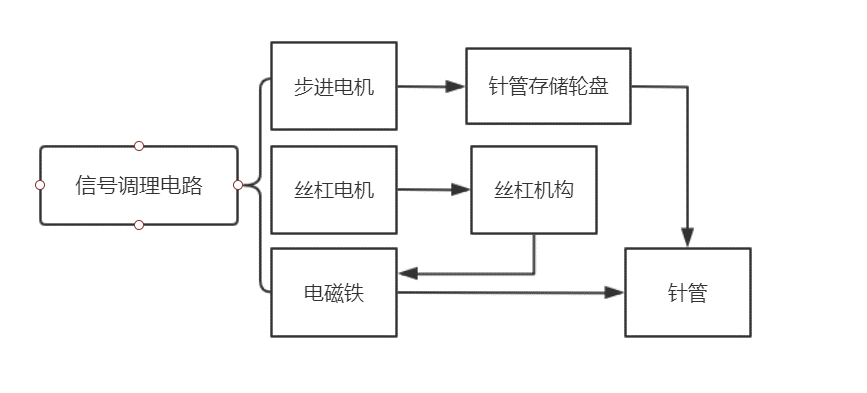 步进电机
针管存储轮盘
信号调理电路
丝杠电机
丝杠机构
电磁铁
针管